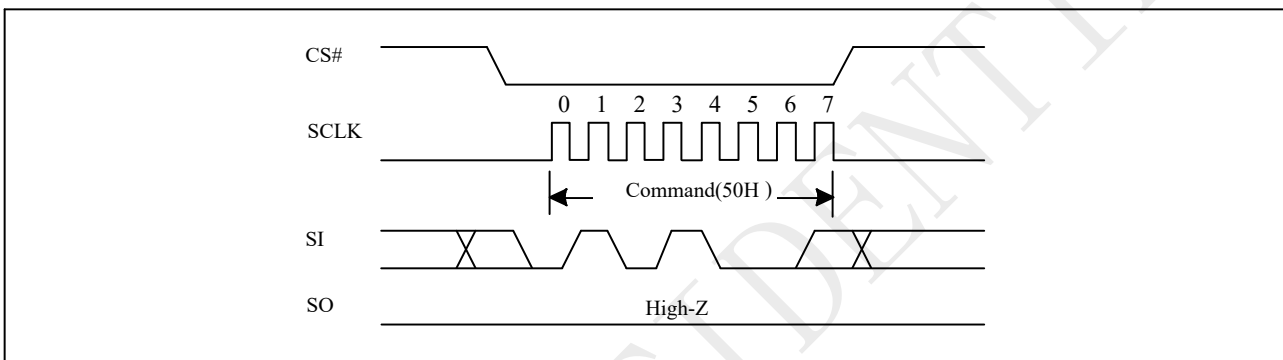 CS#
0 1 2 3 4 5 6 7
SCLK
Command(50H )
SI
SO
High-Z